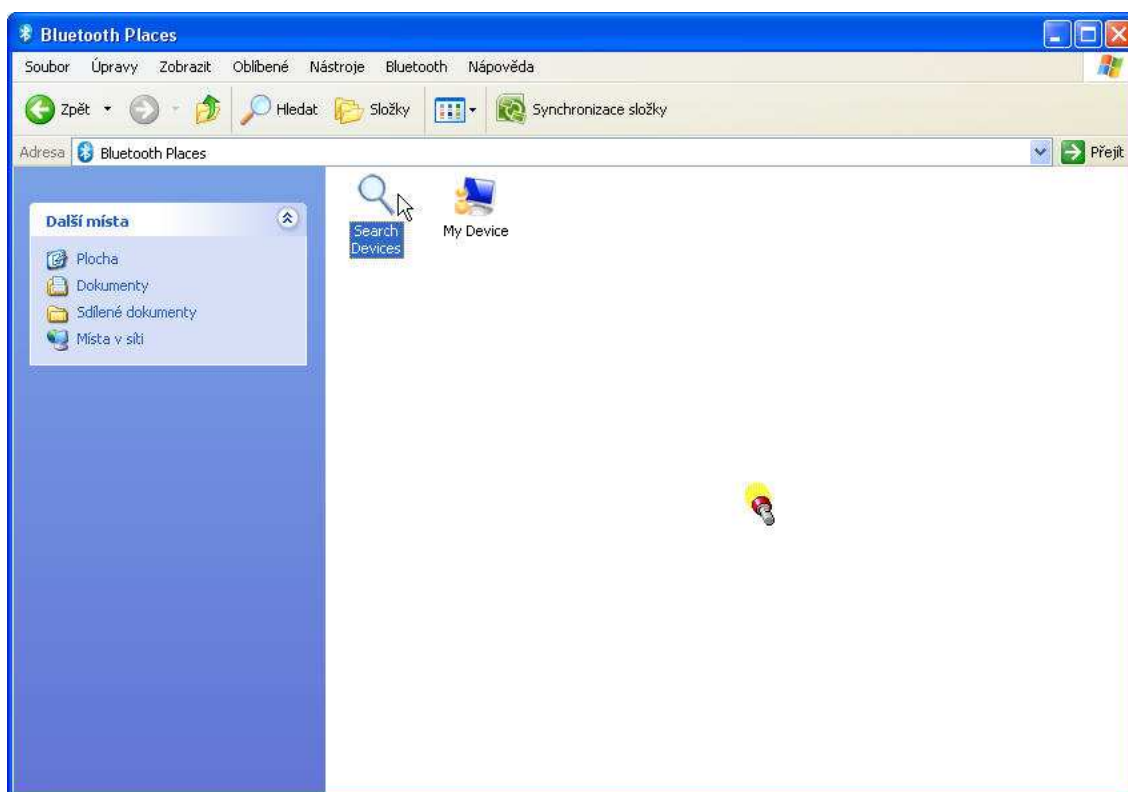 Bluetooth Places
Soubor Úpravy Zobrazit Oblíbené Nástroje Bluetooth Nápověda
Zpět Hledat Složky Synchronizace složky
Adresa Bluetooth Places Přejít
Další místa
Plocha
Dokumenty
Sdílené dokumenty
Místa v síti
Search
Devices
My Device